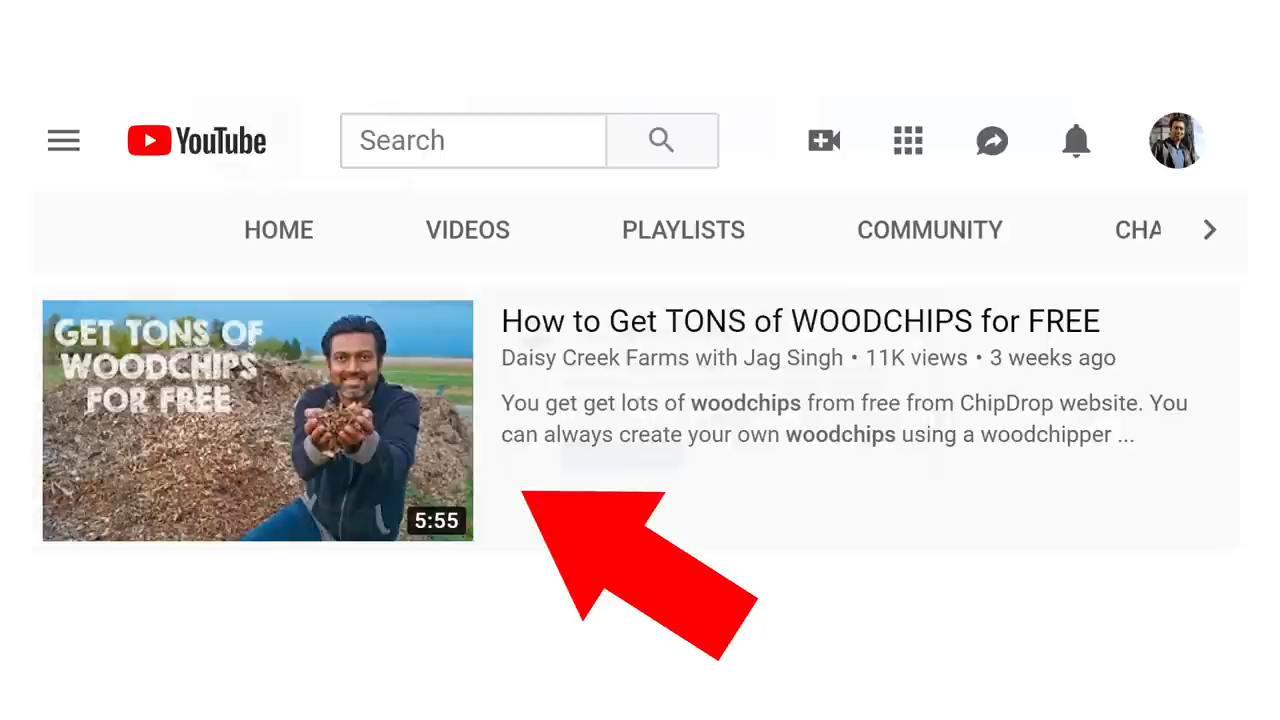 YouTube
Search
HOME
VIDEOS
PLAYLISTS
COMMUNITY
CHA
GET TONS OF
WOODCHIPS
FOR FREE
5:55
How to Get TONS of WOODCHIPS for FREE
Daisy Creek Farms with Jag Singh • 11K views • 3 weeks ago
You get get lots of woodchips from free from ChipDrop website. You
can always create your own woodchips using a woodchipper ...